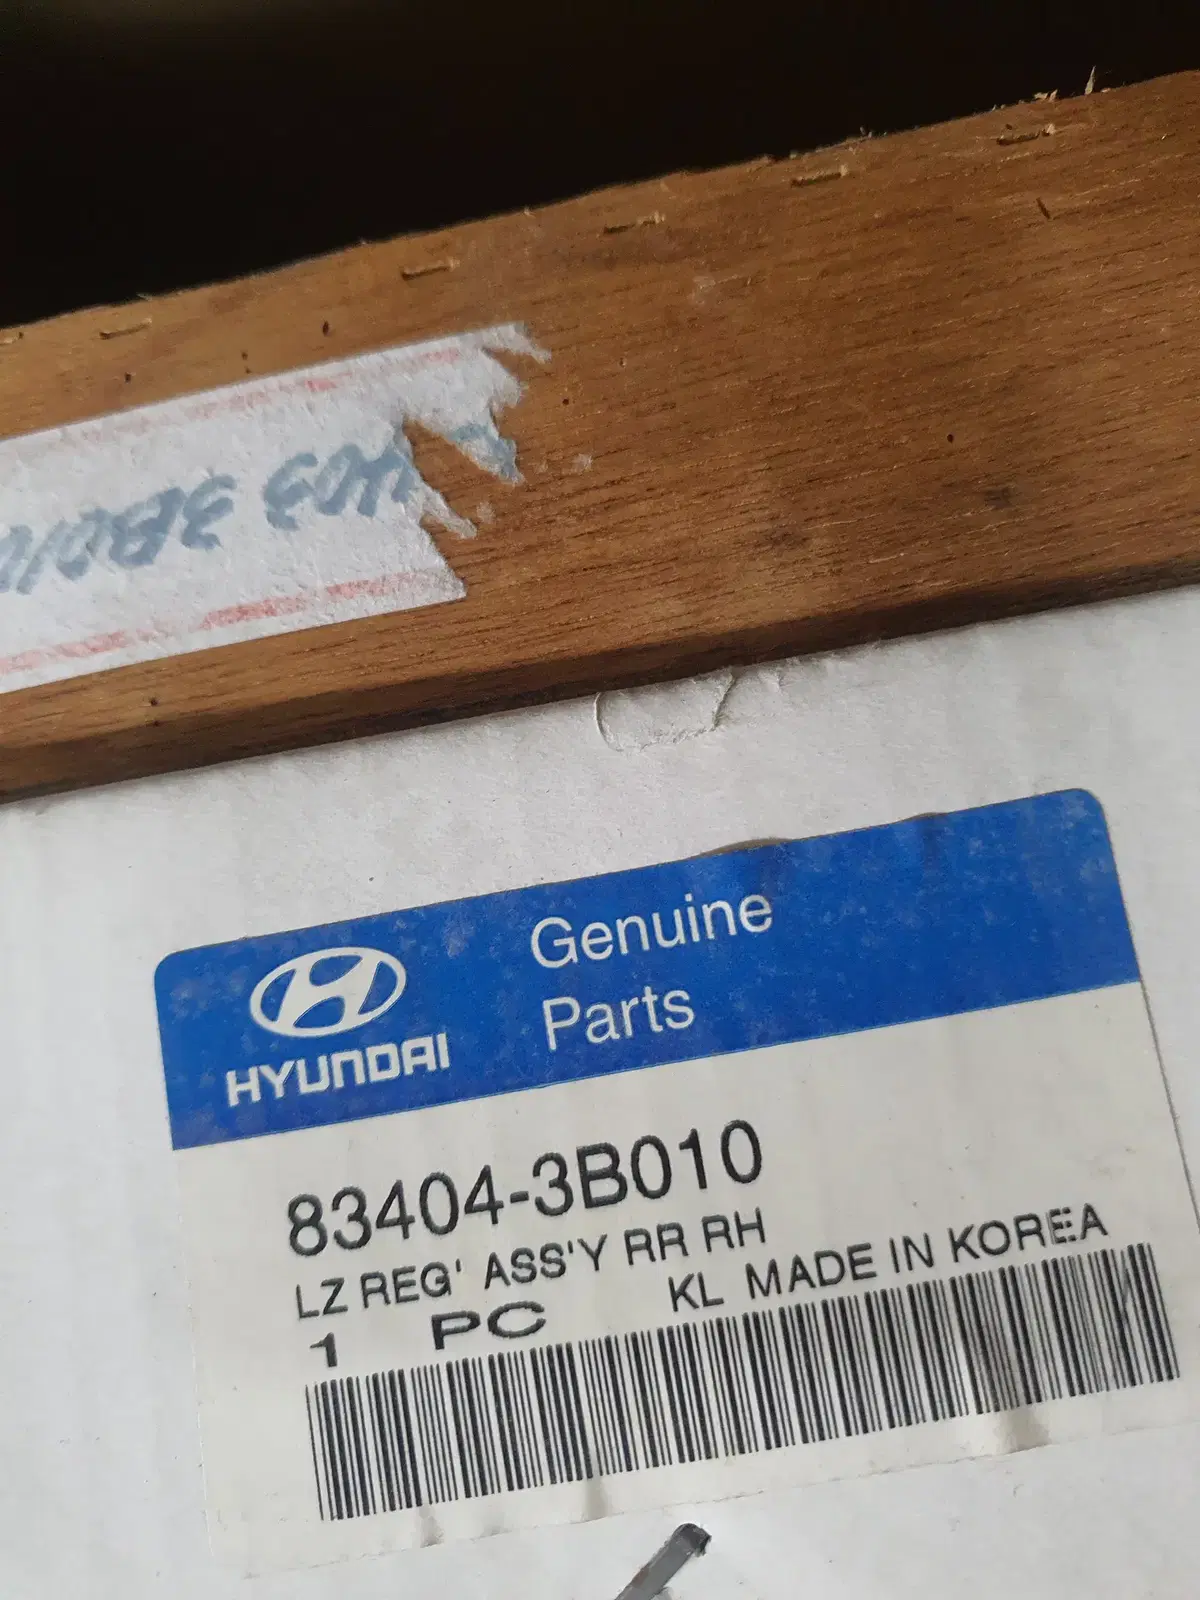 Genuine
Parts
HYUNDAI
83404-3B010
LZ REG' ASS'Y RR RH
1 PC KL MADE IN KOREA